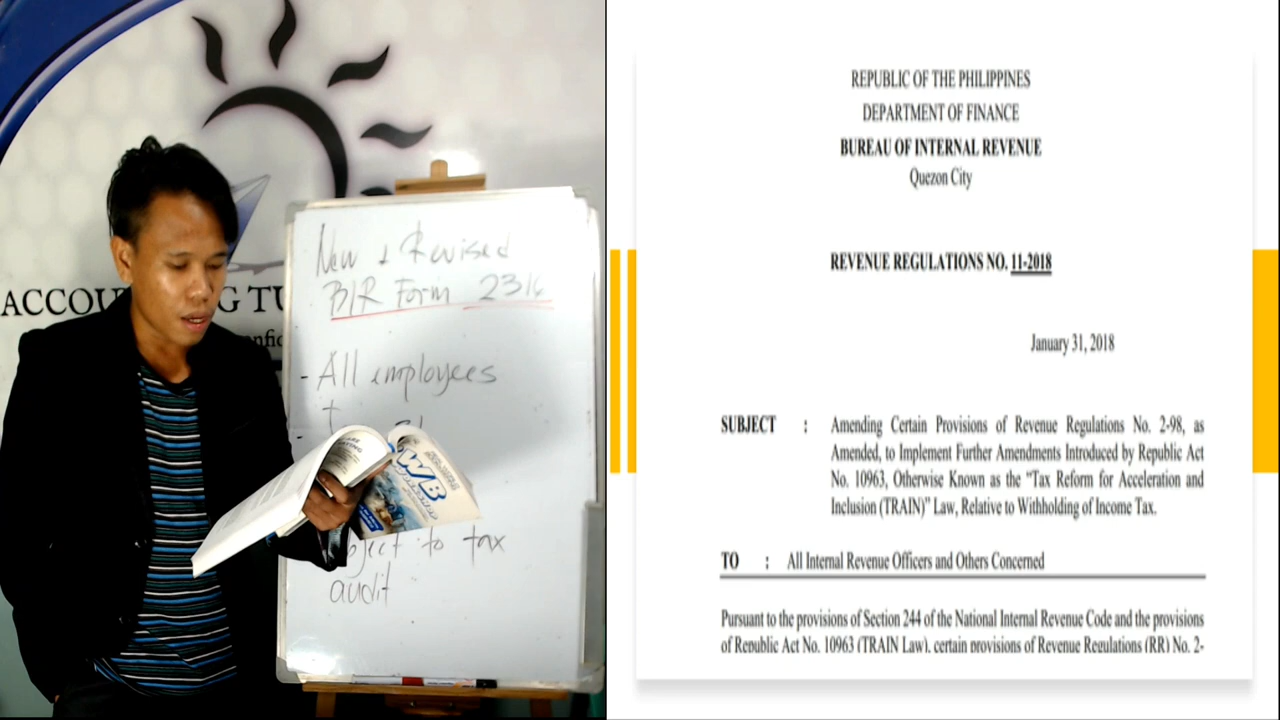 ACCOU
G TU
nfic
New & Revised
BIR Form 2316
- All employees
-
bject to tax
audit
WB
REPUBLIC OF THE PHILIPPINES
DEPARTMENT OF FINANCE
BUREAU OF INTERNAL REVENUE
Quezon City
REVENUE REGULATIONS NO. 11-2018
January 31, 2018
SUBJECT : Amending Certain Provisions of Revenue Regulations No. 2-98, as
Amended, to Implement Further Amendments Introduced by Republic Act
No. 10963, Otherwise Known as the “Tax Reform for Acceleration and
Inclusion (TRAIN)” Law, Relative to Withholding of Income Tax.
TO : All Internal Revenue Officers and Others Concerned
Pursuant to the provisions of Section 244 of the National Internal Revenue Code and the provisions
of Republic Act No. 10963 (TRAIN Law), certain provisions of Revenue Regulations (RR) No. 2-